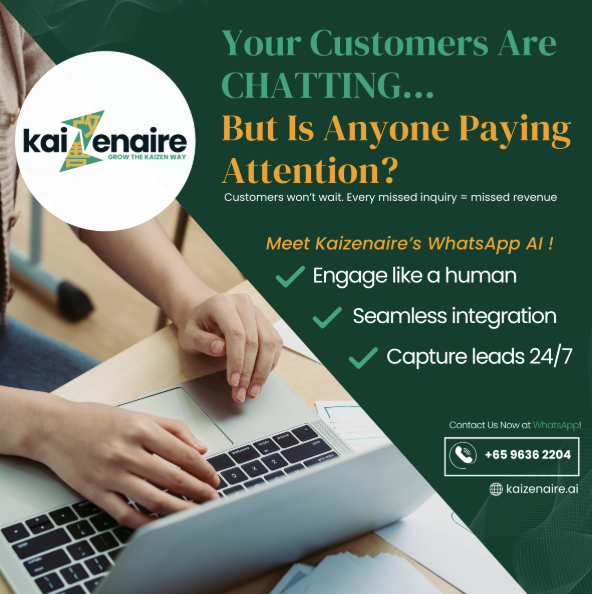 Your Customers Are
CHATTING...
But Is Anyone Paying
Attention?
Customers won't wait. Every missed inquiry = missed revenue
kaizenaire
GROW THE KAIZEN WAY
Meet Kaizenaire's WhatsApp AI !
Engage like a human
Seamless integration
Capture leads 24/7
Contact Us Now at WhatsApp!
+65 9636 2204
kaizenaire.ai